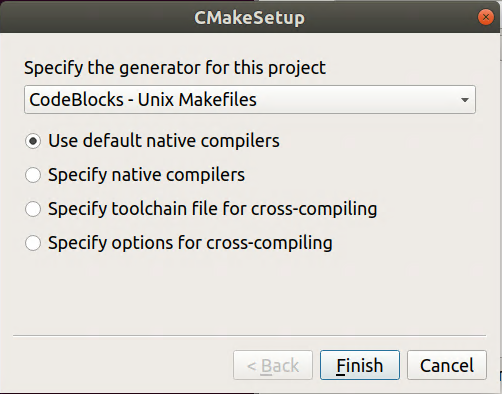 CMakeSetup
Specify the generator for this project
CodeBlocks - Unix Makefiles
Use default native compilers
Specify native compilers
Specify toolchain file for cross-compiling
Specify options for cross-compiling
< Back Finish Cancel